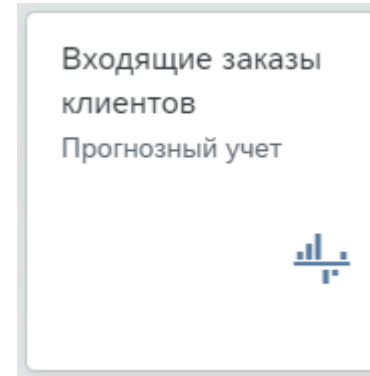 Входящие заказы
клиентов
Прогнозный учет